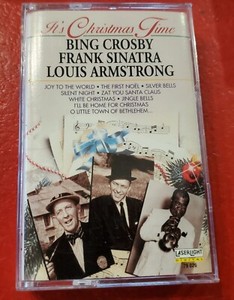 It's Christmas Time
BING CROSBY
FRANK SINATRA
LOUIS ARMSTRONG
JOY TO THE WORLD • THE FIRST NOËL • SILVER BELLS
SILENT NIGHT • ZAT YOU SANTA CLAUS
WHITE CHRISTMAS • JINGLE BELLS
I'LL BE HOME FOR CHRISTMAS
O LITTLE TOWN OF BETHLEHEM...
LASERLIGHT